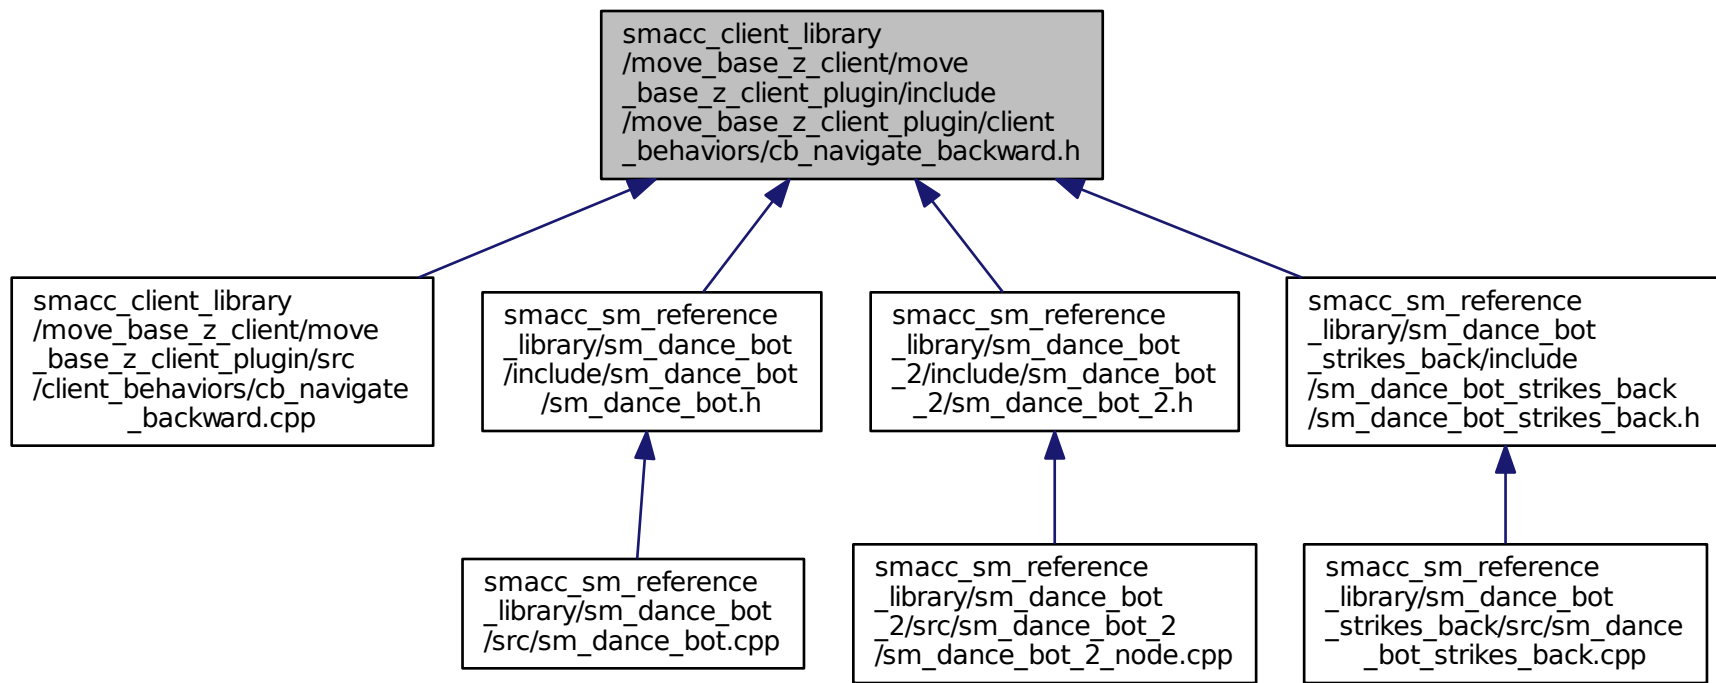 smacc_client_library
/move_base_z_client/move
_base_z_client_plugin/include
/move_base_z_client_plugin/client
_behaviors/cb_navigate_backward.h
smacc_client_library
/move_base_z_client/move
_base_z_client_plugin/src
/client_behaviors/cb_navigate
_backward.cpp
smacc_sm_reference
_library/sm_dance_bot
/include/sm_dance_bot
/sm_dance_bot.h
smacc_sm_reference
_library/sm_dance_bot
_2/include/sm_dance_bot
_2/sm_dance_bot_2.h
smacc_sm_reference
_library/sm_dance_bot
_strikes_back/include
/sm_dance_bot_strikes_back
/sm_dance_bot_strikes_back.h
smacc_sm_reference
_library/sm_dance_bot
/src/sm_dance_bot.cpp
smacc_sm_reference
_library/sm_dance_bot
_2/src/sm_dance_bot_2
/sm_dance_bot_2_node.cpp
smacc_sm_reference
_library/sm_dance_bot
_strikes_back/src/sm_dance
_bot_strikes_back.cpp